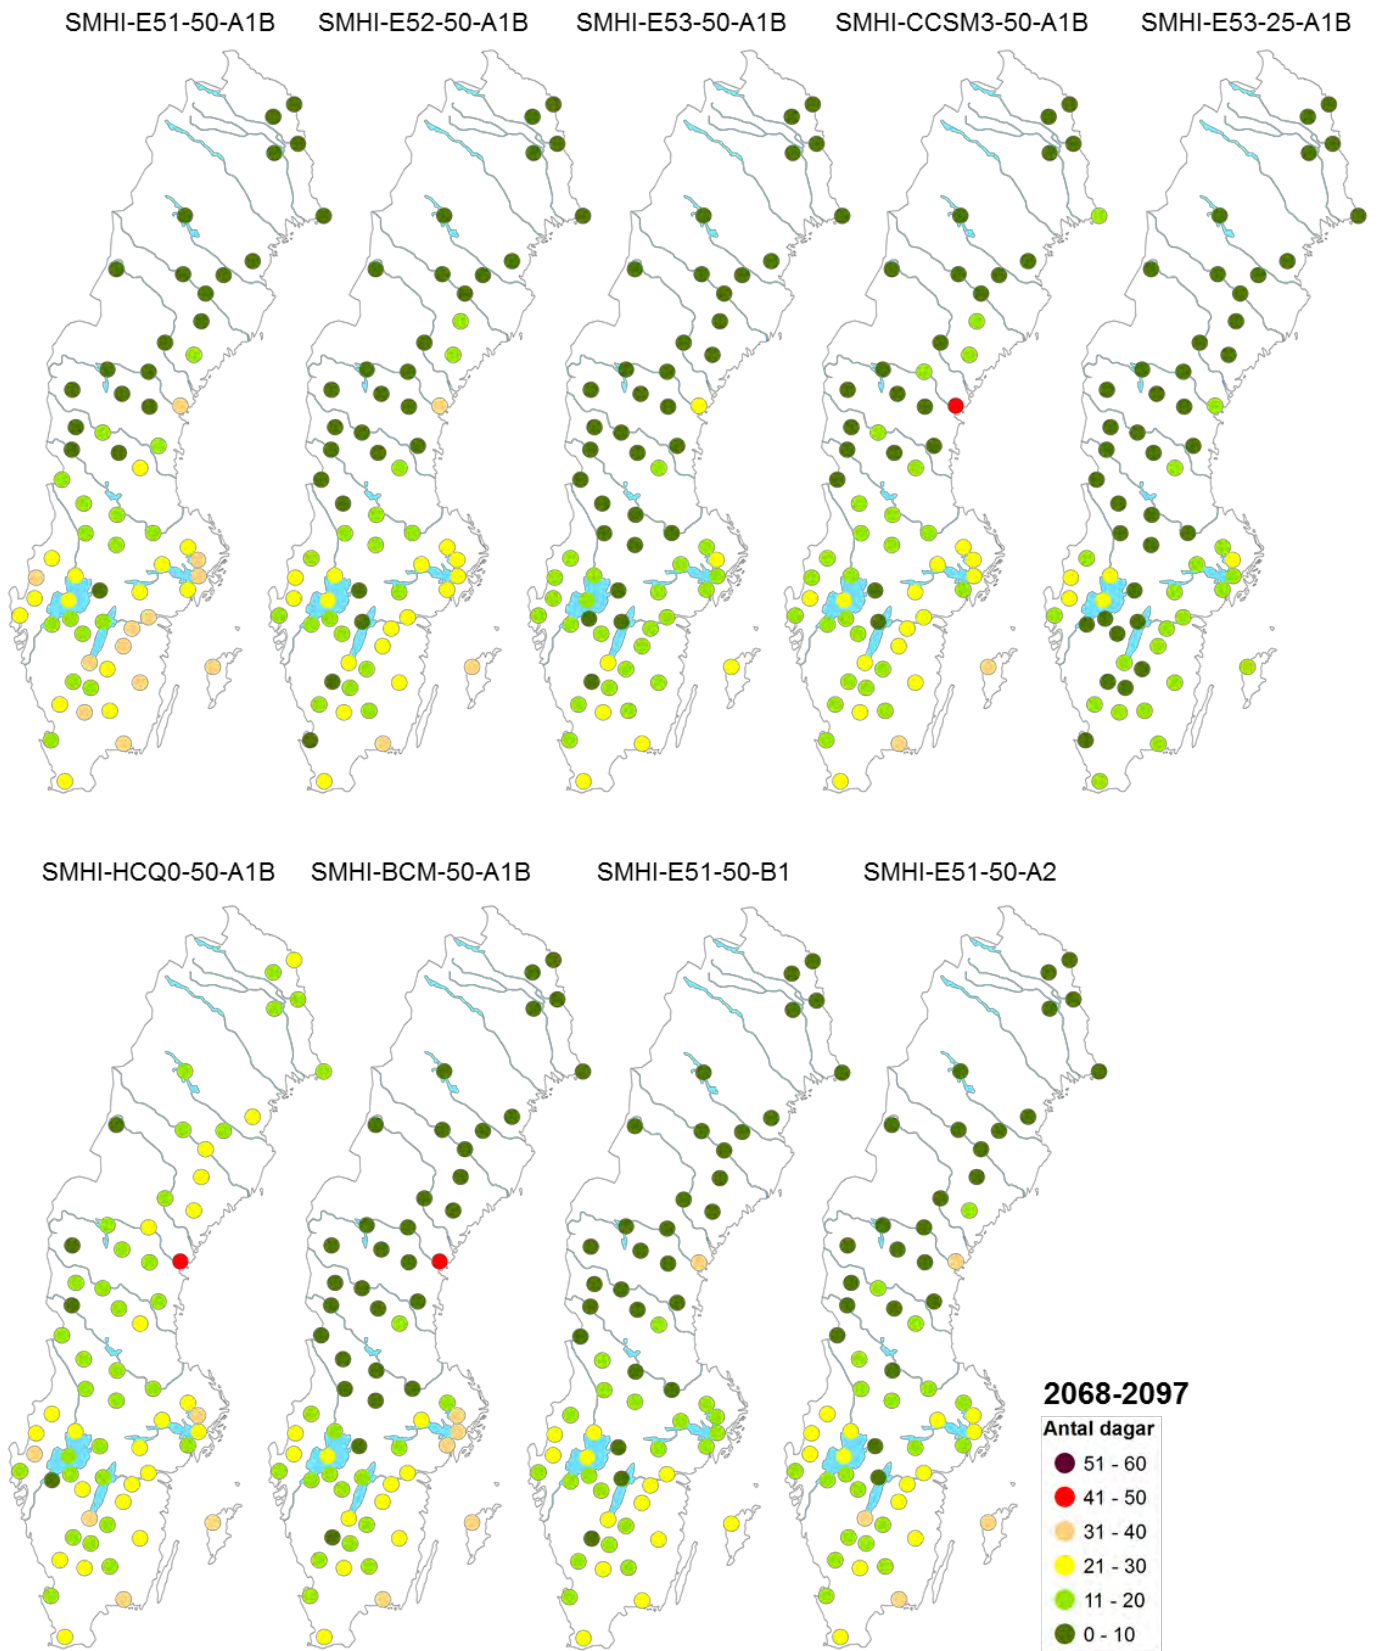 SMHI-E51-50-A1B SMHI-E52-50-A1B SMHI-E53-50-A1B SMHI-CCSM3-50-A1B SMHI-E53-25-A1B
SMHI-HCQ0-50-A1B SMHI-BCM-50-A1B SMHI-E51-50-B1 SMHI-E51-50-A2
2068-2097
Antal dagar
51 - 60
41 - 50
31 - 40
21 - 30
11 - 20
0 - 10